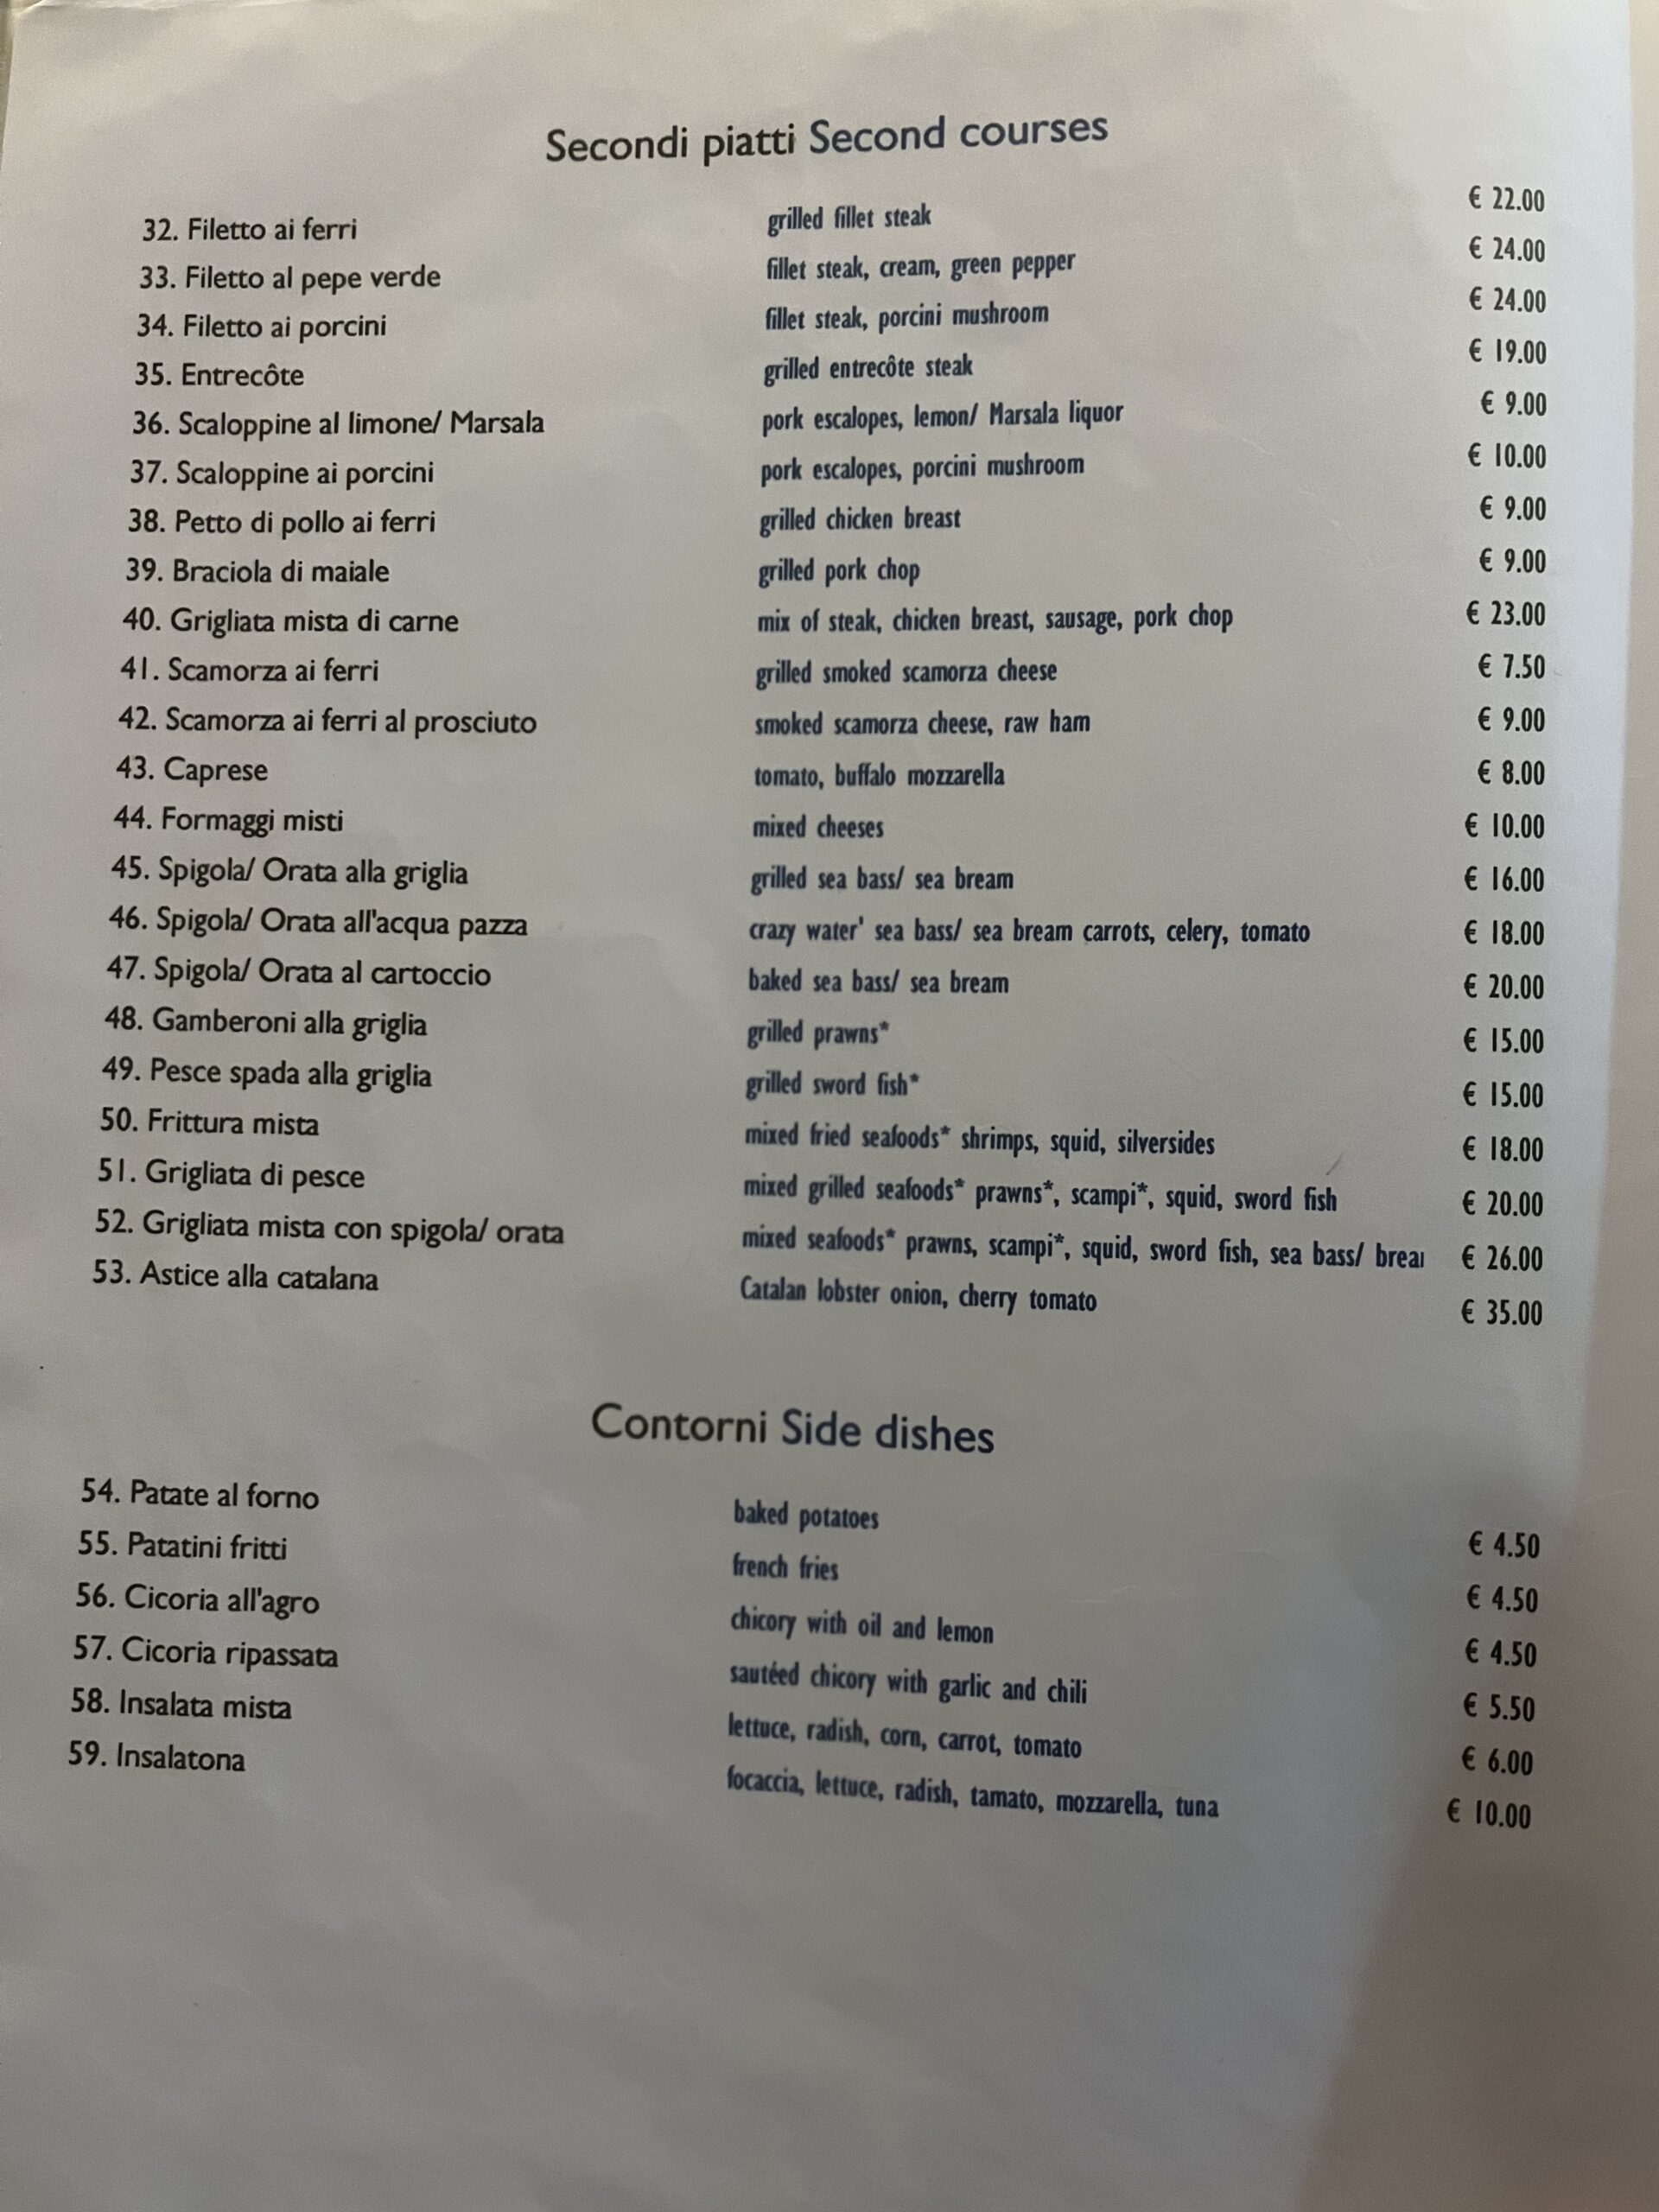 Secondi piatti Second courses
32. Filetto ai ferri grilled fillet steak € 22.00
33. Filetto al pepe verde fillet steak, cream, green pepper € 24.00
34. Filetto ai porcini fillet steak, porcini mushroom € 24.00
35. Entrecôte grilled entrecôte steak € 19.00
36. Scaloppine al limone/ Marsala pork escalopes, lemon/ Marsala liquor € 9.00
37. Scaloppine ai porcini pork escalopes, porcini mushroom € 10.00
38. Petto di pollo ai ferri grilled chicken breast € 9.00
39. Braciola di maiale grilled pork chop € 9.00
40. Grigliata mista di carne mix of steak, chicken breast, sausage, pork chop € 23.00
41. Scamorza ai ferri grilled smoked scamorza cheese € 7.50
42. Scamorza ai ferri al prosciuto smoked scamorza cheese, raw ham € 9.00
43. Caprese tomato, buffalo mozzarella € 8.00
44. Formaggi misti mixed cheeses € 10.00
45. Spigola/ Orata alla griglia grilled sea bass/ sea bream € 16.00
46. Spigola/ Orata all'acqua pazza crazy water' sea bass/ sea bream carrots, celery, tomato € 18.00
47. Spigola/ Orata al cartoccio baked sea bass/ sea bream € 20.00
48. Gamberoni alla griglia grilled prawns* € 15.00
49. Pesce spada alla griglia grilled sword fish* € 15.00
50. Frittura mista mixed fried seafoods* shrimps, squid, silversides € 18.00
51. Grigliata di pesce mixed grilled seafoods* prawns*, scampi*, squid, sword fish € 20.00
52. Grigliata mista con spigola/ orata mixed seafoods* prawns, scampi*, squid, sword fish, sea bass/ brea € 26.00
53. Astice alla catalana Catalan lobster onion, cherry tomato € 35.00
Contorni Side dishes
54. Patate al forno baked potatoes € 4.50
55. Patatini fritti french fries € 4.50
56. Cicoria all'agro chicory with oil and lemon € 4.50
57. Cicoria ripassata sautéed chicory with garlic and chili € 5.50
58. Insalata mista lettuce, radish, corn, carrot, tomato € 6.00
59. Insalatona focaccia, lettuce, radish, tamato, mozzarella, tuna € 10.00